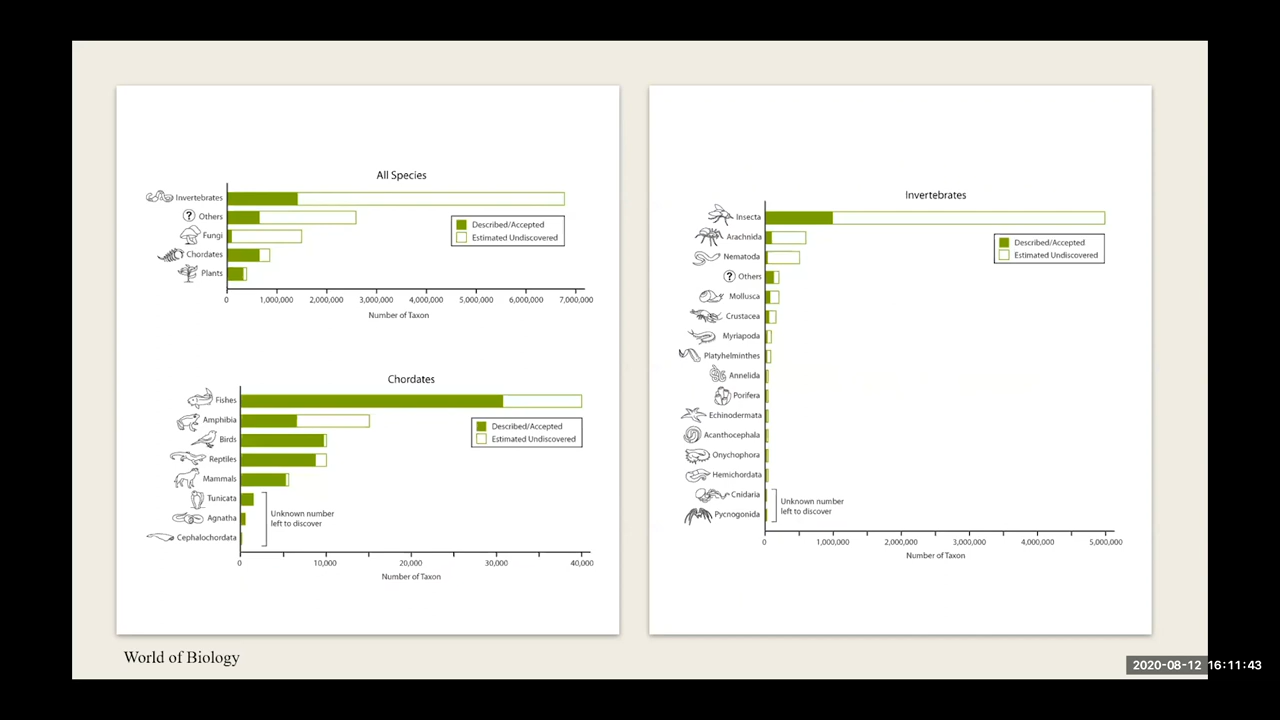 All Species
Invertebrates
? Others
Fungi
Chordates
Plants
Described/Accepted
Estimated Undiscovered
0 1,000,000 2,000,000 3,000,000 4,000,000 5,000,000 6,000,000 7,000,000
Number of Taxon
Chordates
Fishes
Amphibia
Birds
Reptiles
Mammals
Tunicata
Agnatha
Cephalochordata
Described/Accepted
Estimated Undiscovered
Unknown number
left to discover
0 10,000 20,000 30,000 40,000
Number of Taxon
Invertebrates
Insecta
Arachnida
Nematoda
? Others
Mollusca
Crustacea
Myriapoda
Platyhelminthes
Annelida
Porifera
Echinodermata
Acanthocephala
Onychophora
Hemichordata
Cnidaria
Pycnogonida
Described/Accepted
Estimated Undiscovered
Unknown number
left to discover
0 1,000,000 2,000,000 3,000,000 4,000,000 5,000,000
Number of Taxon
World of Biology
2020-08-12 16:11:43